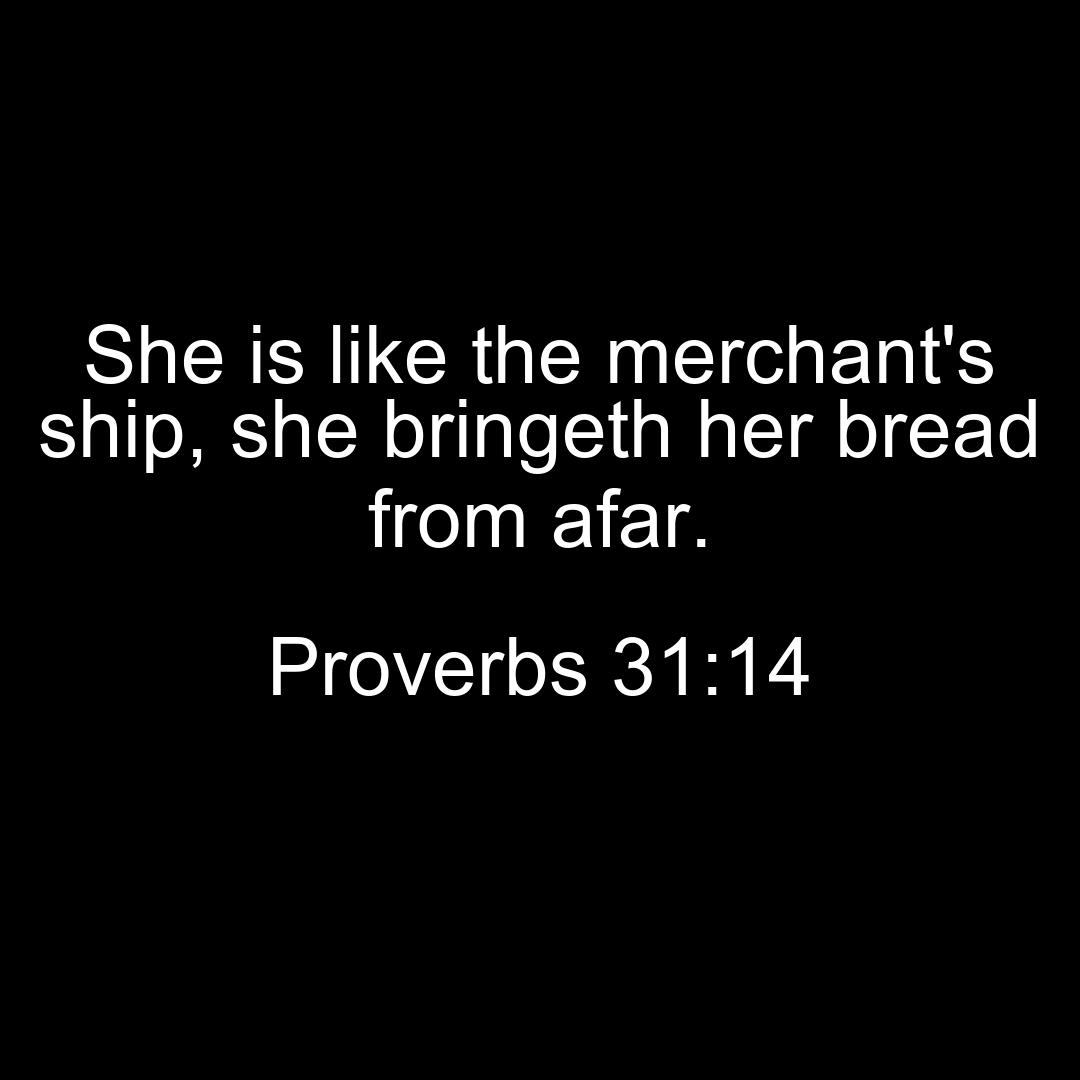 She is like the merchant's
ship, she bringeth her bread
from afar.
Proverbs 31:14